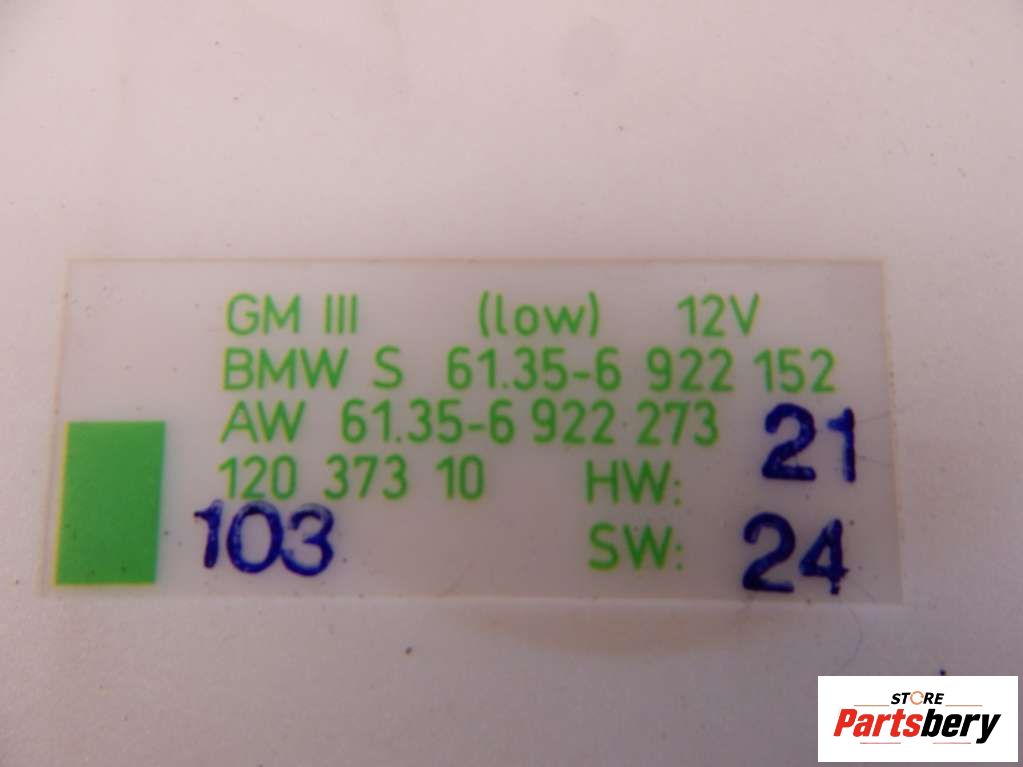 GM III (low) 12V
BMW S 61.35-6 922 152
AW 61.35-6 922 273
21
120 373 10 HW:
103
SW: 24
STORE
Partsbery